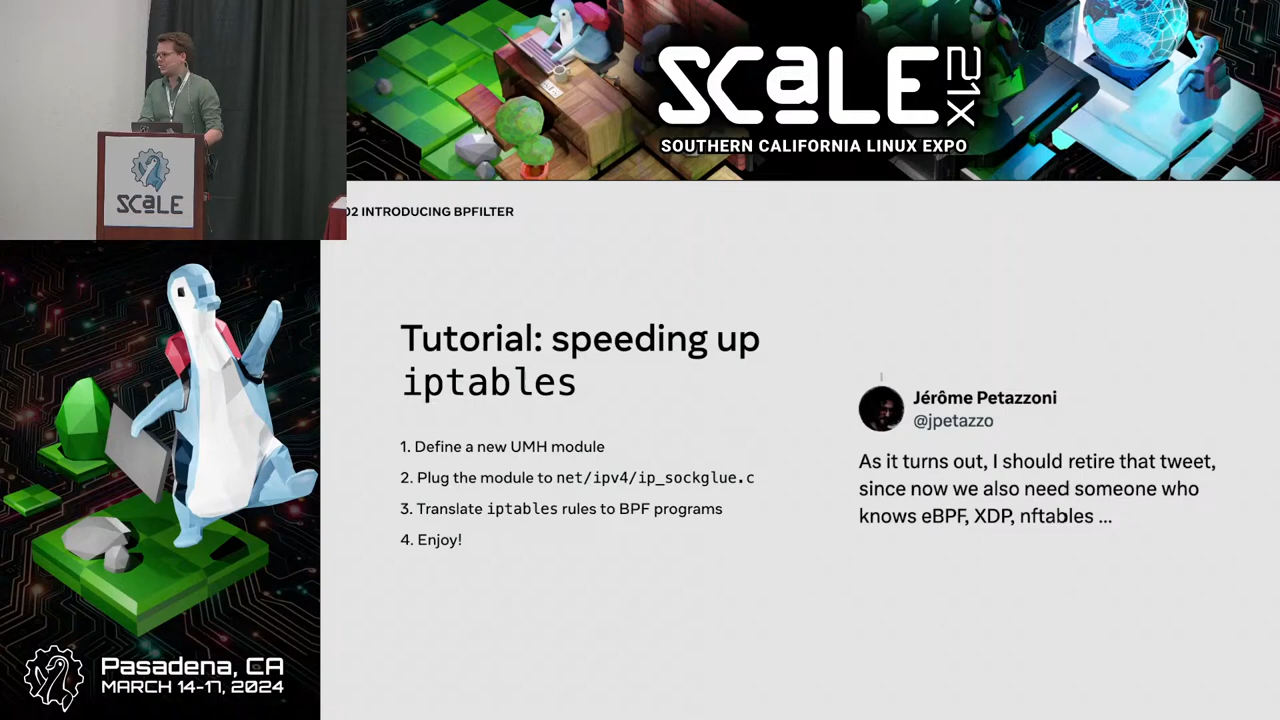 SCALE
21X
SOUTHERN CALIFORNIA LINUX EXPO
SCALE
02 INTRODUCING BPFILTER
Tutorial: speeding up
iptables
1. Define a new UMH module
2. Plug the module to net/ipv4/ip_sockglue.c
3. Translate iptables rules to BPF programs
4. Enjoy!
Jérôme Petazzoni
@jpetazzo
As it turns out, I should retire that tweet,
since now we also need someone who
knows eBPF, XDP, nftables ...
Pasadena, CA
MARCH 14-17, 2024